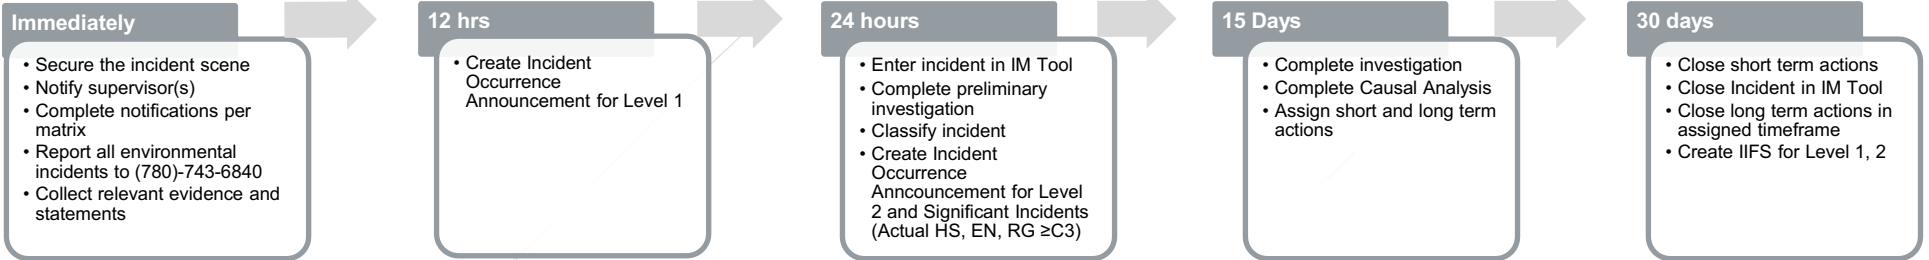 Immediately
• Secure the incident scene
• Notify supervisor(s)
• Complete notifications per
matrix
• Report all environmental
incidents to (780)-743-6840
• Collect relevant evidence and
statements
12 hrs
• Create Incident
Occurrence
Announcement for Level 1
24 hours
• Enter incident in IM Tool
• Complete preliminary
investigation
• Classify incident
• Create Incident
Occurrence
Anncouncement for Level
2 and Significant Incidents
(Actual HS, EN, RG ≥C3)
15 Days
• Complete investigation
• Complete Causal Analysis
• Assign short and long term
actions
30 days
• Close short term actions
• Close Incident in IM Tool
• Close long term actions in
assigned timeframe
• Create IIFS for Level 1, 2